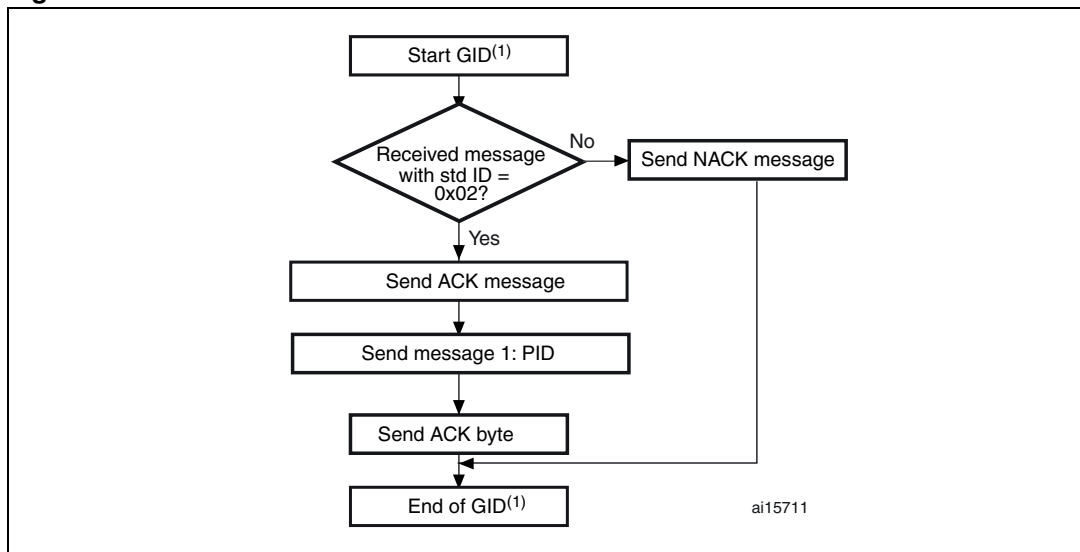 Start GID(1)
Received message
with std ID =
0x02?
No
Send NACK message
Yes
Send ACK message
Send message 1: PID
Send ACK byte
End of GID(1)
ai15711